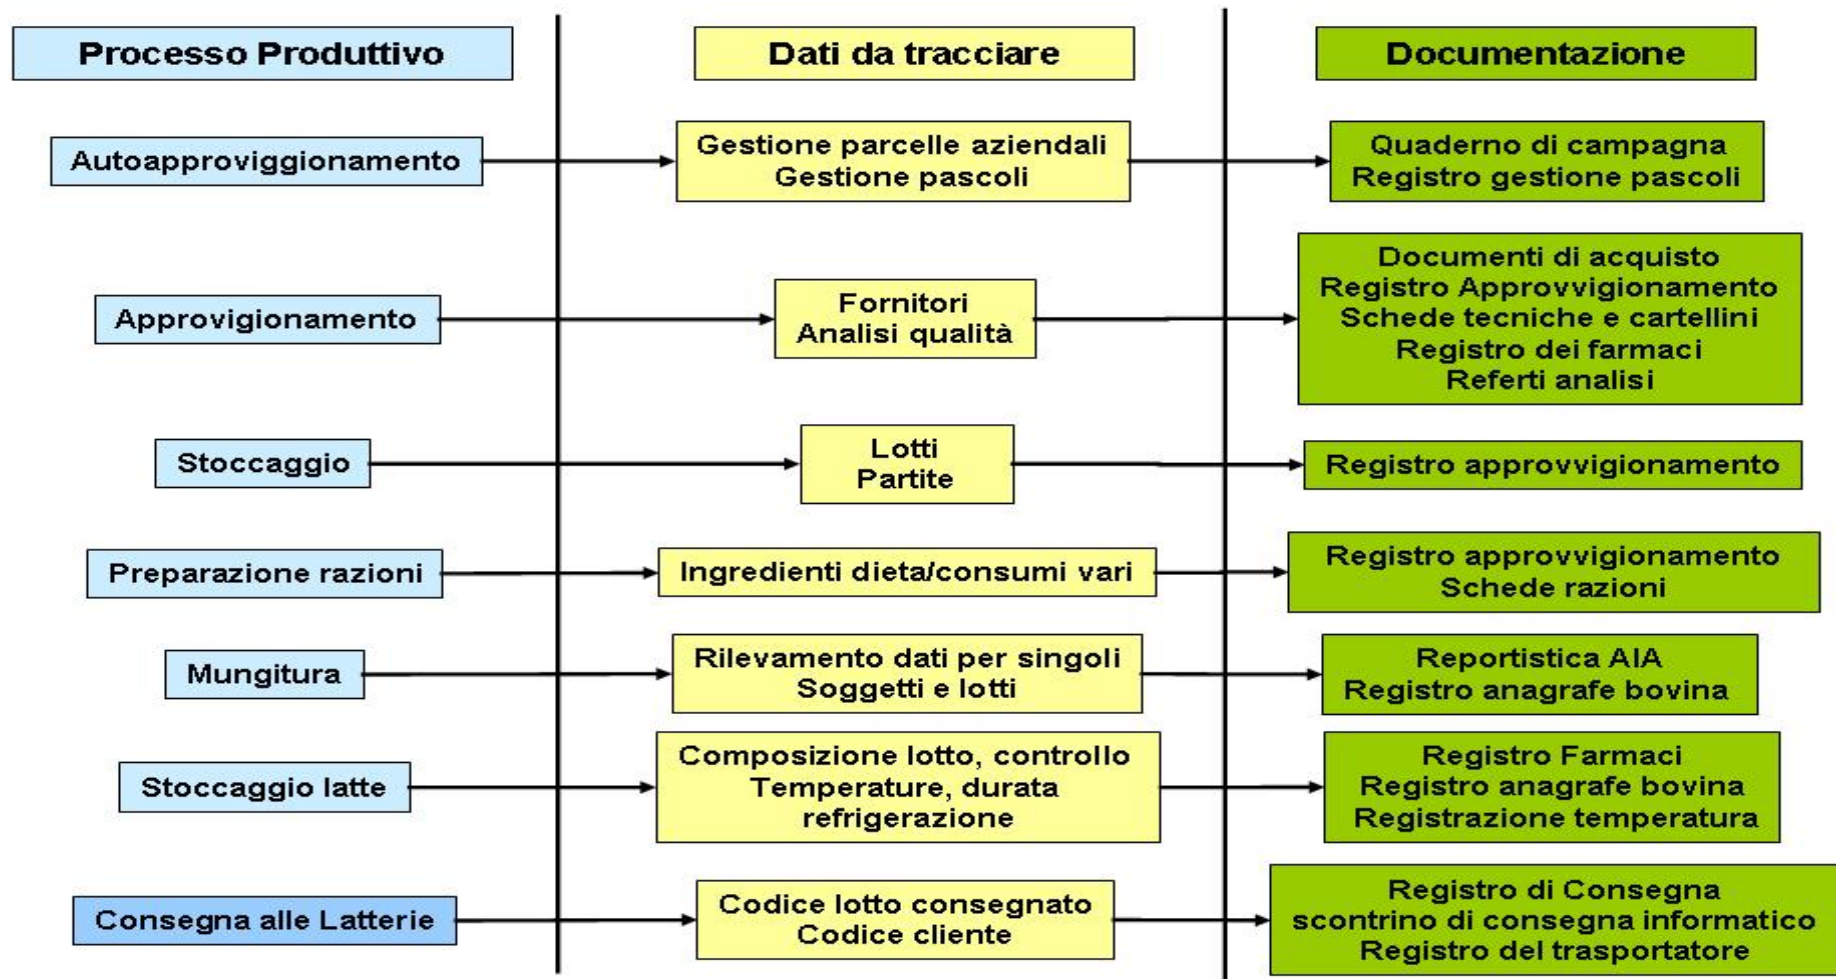 Processo Produttivo
Dati da tracciare
Documentazione
Autoapproviggionamento
Gestione parcelle aziendali
Gestione pascoli
Quaderno di campagna
Registro gestione pascoli
Approvigionamento
Fornitori
Analisi qualità
Documenti di acquisto
Registro Approvvigionamento
Schede tecniche e cartellini
Registro dei farmaci
Referti analisi
Stoccaggio
Lotti
Partite
Registro approvvigionamento
Preparazione razioni
Ingredienti dieta/consumi vari
Registro approvvigionamento
Schede razioni
Mungitura
Rilevamento dati per singoli
Soggetti e lotti
Reportistica AIA
Registro anagrafe bovina
Stoccaggio latte
Composizione lotto, controllo
Temperature, durata
refrigerazione
Registro Farmaci
Registro anagrafe bovina
Registrazione temperatura
Consegna alle Latterie
Codice lotto consegnato
Codice cliente
Registro di Consegna
scontrino di consegna informatico
Registro del trasportatore